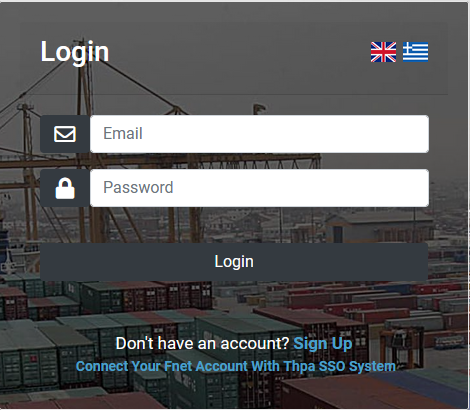 Login
Email
Password
Login
Don't have an account? Sign Up
Connect Your Fnet Account With Thpa SSO System